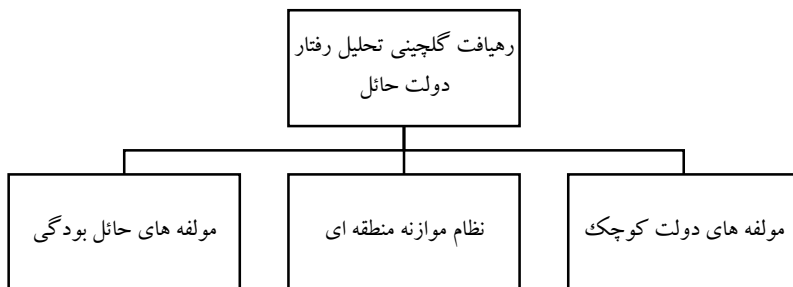 رهیافت گلچینی تحلیل رفتار
دولت حائل
مولفه های دولت کوچک
نظام موازنه منطقه ای
مولفه های حائل بودگی